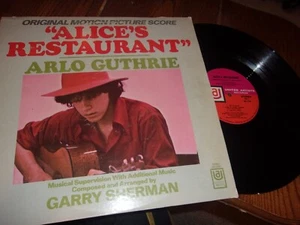 ORIGINAL MOTION PICTURE SCORE
"ALICE'S
RESTAURANT"
ARLO GUTHRIE
Musical Supervision With Additional Music
Composed and Arranged by
GARRY SHERMAN